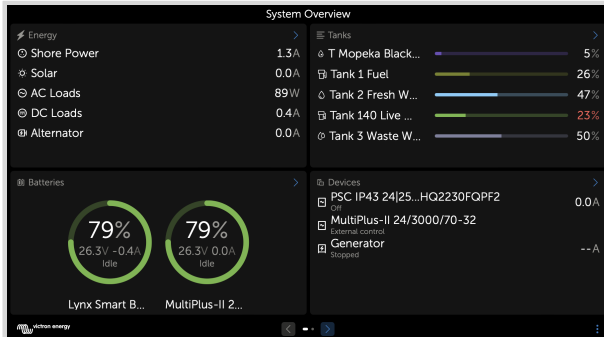 System Overview
Energy
Shore Power 1.3A
Solar 0.0A
AC Loads 89W
DC Loads 0.4A
Alternator 0.0A
Tanks
T Mopeka Black... 5%
Tank 1 Fuel 26%
Tank 2 Fresh W... 47%
Tank 140 Live ... 23%
Tank 3 Waste W... 50%
Batteries
79%
26.3V -0.4A
Idle
Lynx Smart B...
79%
26.3V 0.0A
Idle
MultiPlus-II 2...
Devices
PSC IP43 24|25...HQ2230FQPF2 0.0A
Off
MultiPlus-II 24/3000/70-32
External control
Generator --A
Stopped
victron energy